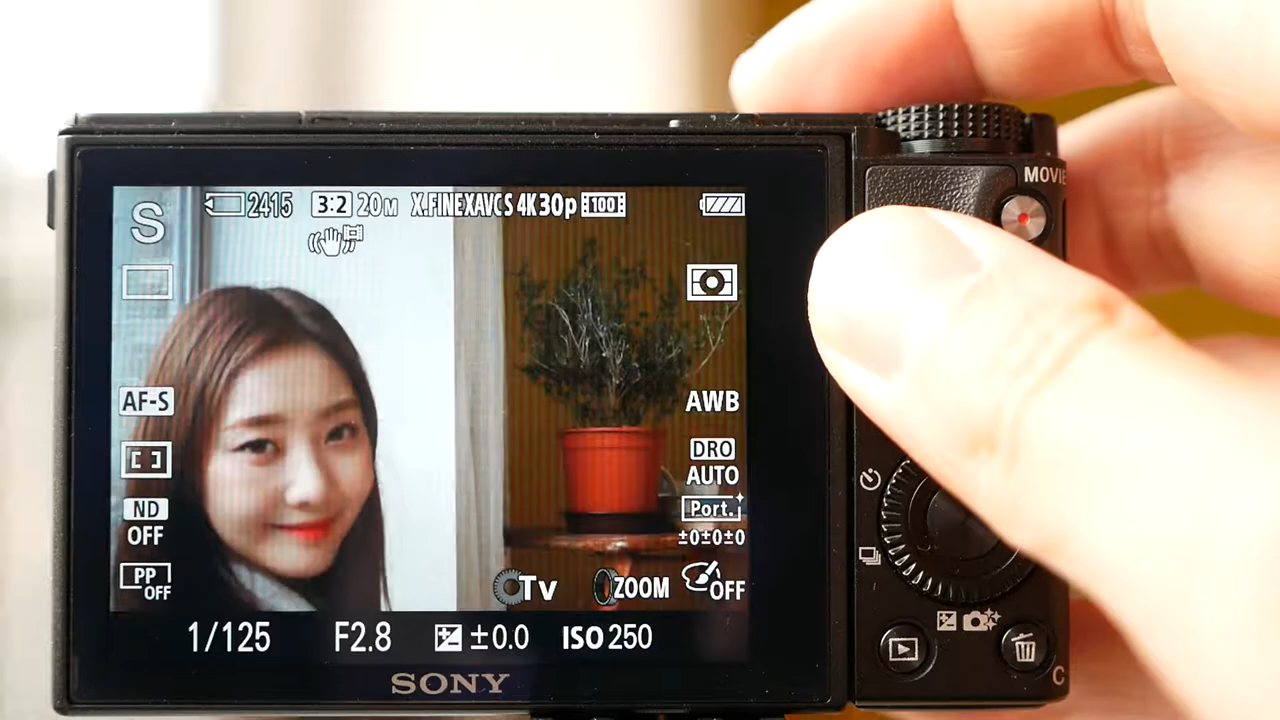 S 2415 3:2 20M X.FINE XAVC S 4K 30p 100
AF-S
AWB
DRO
AUTO
ND
OFF
Port.
±0±0±0
PP
OFF
Tv ZOOM OFF
1/125 F2.8 ±0.0 ISO 250
SONY
MOVIE
C